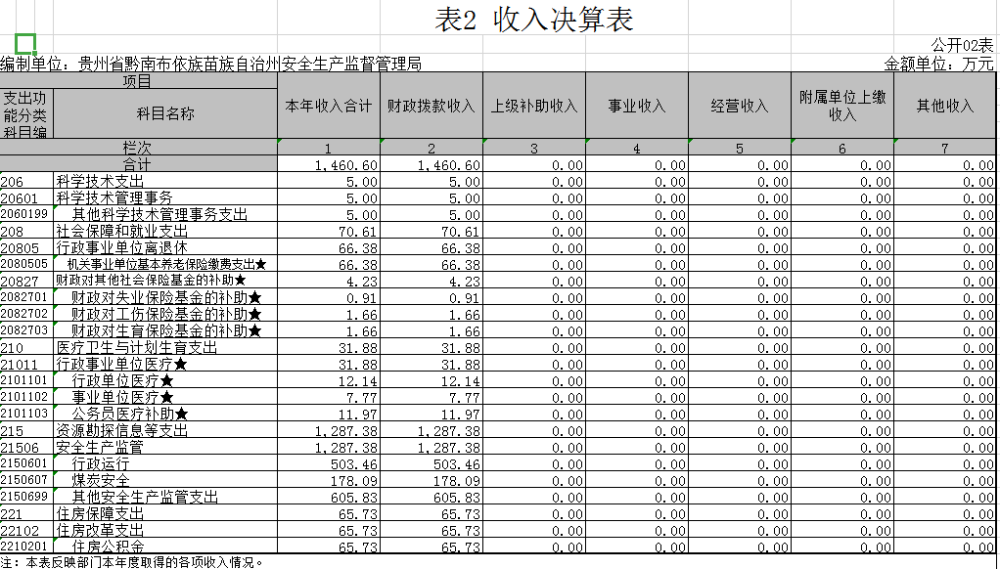 表2 收入决算表
公开02表
编制单位：贵州省黔南布依族苗族自治州安全生产监督管理局 金额单位：万元
项目 本年收入合计 财政拨款收入 上级补助收入 事业收入 经营收入 附属单位上缴收入 其他收入
支出功能分类科目编 科目名称
栏次 1 2 3 4 5 6 7
合计 1,460.60 1,460.60 0.00 0.00 0.00 0.00 0.00
206 科学技术支出 5.00 5.00 0.00 0.00 0.00 0.00 0.00
20601 科学技术管理事务 5.00 5.00 0.00 0.00 0.00 0.00 0.00
2060199 其他科学技术管理事务支出 5.00 5.00 0.00 0.00 0.00 0.00 0.00
208 社会保障和就业支出 70.61 70.61 0.00 0.00 0.00 0.00 0.00
20805 行政事业单位离退休 66.38 66.38 0.00 0.00 0.00 0.00 0.00
2080505 机关事业单位基本养老保险缴费支出★ 66.38 66.38 0.00 0.00 0.00 0.00 0.00
20827 财政对其他社会保险基金的补助★ 4.23 4.23 0.00 0.00 0.00 0.00 0.00
2082701 财政对失业保险基金的补助★ 0.91 0.91 0.00 0.00 0.00 0.00 0.00
2082702 财政对工伤保险基金的补助★ 1.66 1.66 0.00 0.00 0.00 0.00 0.00
2082703 财政对生育保险基金的补助★ 1.66 1.66 0.00 0.00 0.00 0.00 0.00
210 医疗卫生与计划生育支出 31.88 31.88 0.00 0.00 0.00 0.00 0.00
21011 行政事业单位医疗★ 31.88 31.88 0.00 0.00 0.00 0.00 0.00
2101101 行政单位医疗★ 12.14 12.14 0.00 0.00 0.00 0.00 0.00
2101102 事业单位医疗★ 7.77 7.77 0.00 0.00 0.00 0.00 0.00
2101103 公务员医疗补助★ 11.97 11.97 0.00 0.00 0.00 0.00 0.00
215 资源勘探信息等支出 1,287.38 1,287.38 0.00 0.00 0.00 0.00 0.00
21506 安全生产监管 1,287.38 1,287.38 0.00 0.00 0.00 0.00 0.00
2150601 行政运行 503.46 503.46 0.00 0.00 0.00 0.00 0.00
2150607 煤炭安全 178.09 178.09 0.00 0.00 0.00 0.00 0.00
2150699 其他安全生产监管支出 605.83 605.83 0.00 0.00 0.00 0.00 0.00
221 住房保障支出 65.73 65.73 0.00 0.00 0.00 0.00 0.00
22102 住房改革支出 65.73 65.73 0.00 0.00 0.00 0.00 0.00
2210201 住房公积金 65.73 65.73 0.00 0.00 0.00 0.00 0.00
注：本表反映部门本年度取得的各项收入情况。